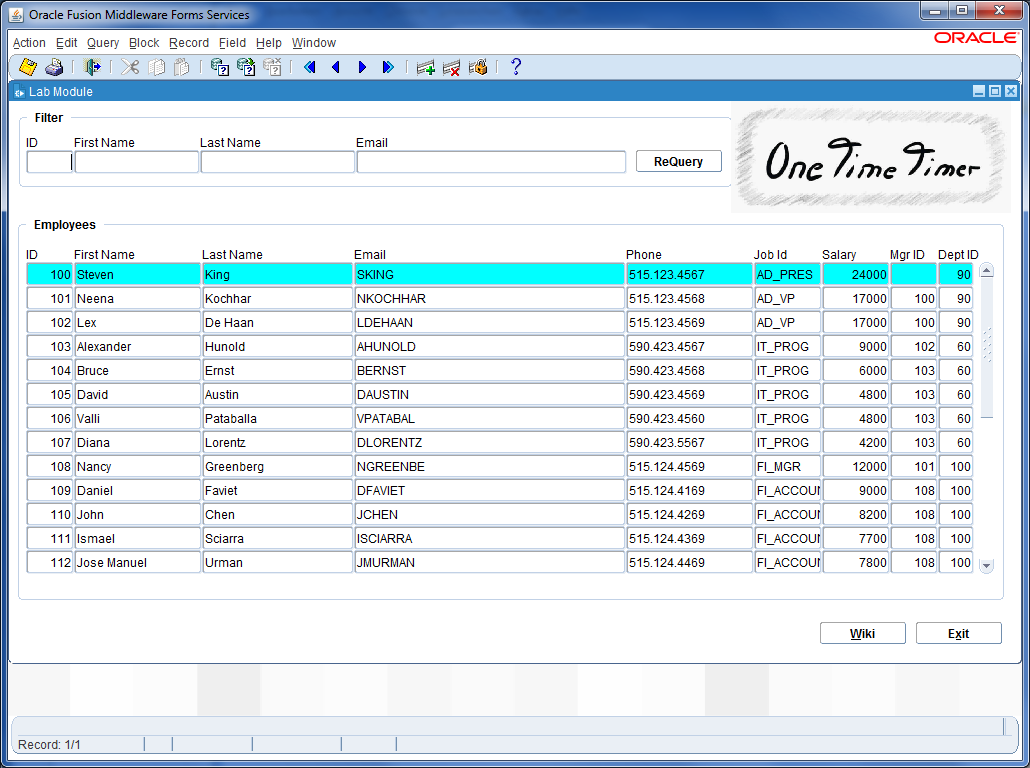 Oracle Fusion Middleware Forms Services
Action Edit Query Block Record Field Help Window
ORACLE
Lab Module
Filter
ID First Name Last Name Email
ReQuery
One Time Timer
Employees
ID First Name Last Name Email Phone Job Id Salary Mgr ID Dept ID
100 Steven King SKING 515.123.4567 AD_PRES 24000 90
101 Neena Kochhar NKOCHHAR 515.123.4568 AD_VP 17000 100 90
102 Lex De Haan LDEHAAN 515.123.4569 AD_VP 17000 100 90
103 Alexander Hunold AHUNOLD 590.423.4567 IT_PROG 9000 102 60
104 Bruce Ernst BERNST 590.423.4568 IT_PROG 6000 103 60
105 David Austin DAUSTIN 590.423.4569 IT_PROG 4800 103 60
106 Valli Pataballa VPATABAL 590.423.4560 IT_PROG 4800 103 60
107 Diana Lorentz DLORENTZ 590.423.5567 IT_PROG 4200 103 60
108 Nancy Greenberg NGREENBE 515.124.4569 FI_MGR 12000 101 100
109 Daniel Faviet DFAVIET 515.124.4169 FI_ACCOUN 9000 108 100
110 John Chen JCHEN 515.124.4269 FI_ACCOUN 8200 108 100
111 Ismael Sciarra ISCIARRA 515.124.4369 FI_ACCOUN 7700 108 100
112 Jose Manuel Urman JMURMAN 515.124.4469 FI_ACCOUN 7800 108 100
Wiki Exit
Record: 1/1